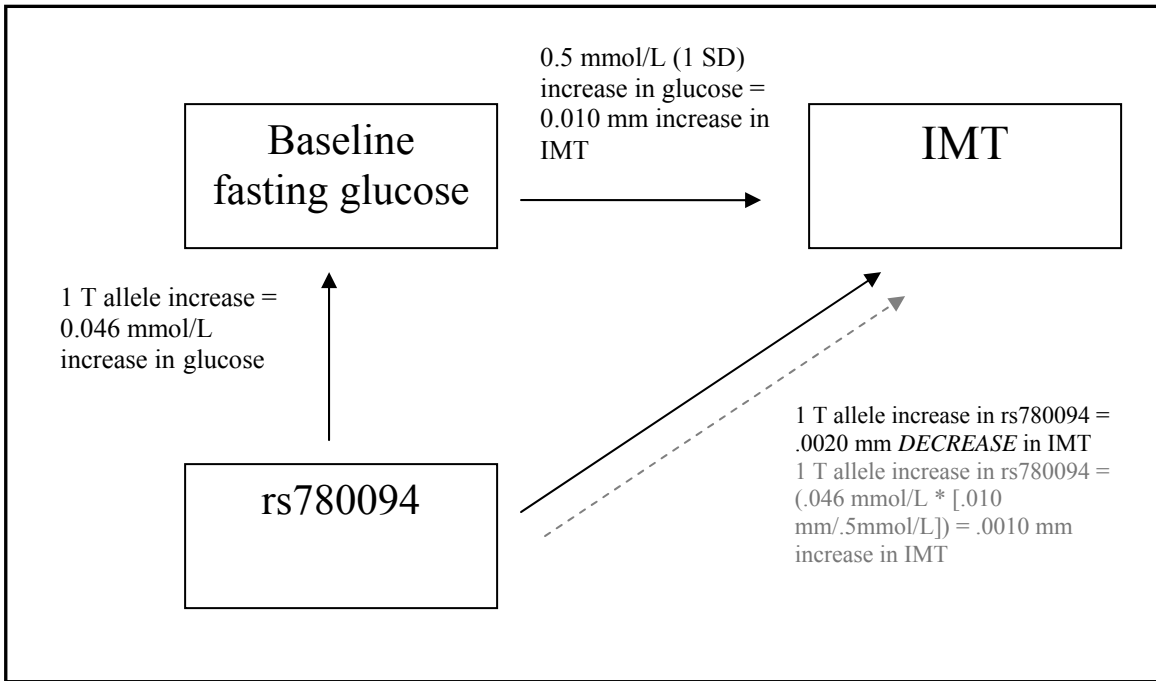 0.5 mmol/L (1 SD)
increase in glucose =
0.010 mm increase in
IMT
Baseline
fasting glucose
IMT
1 T allele increase =
0.046 mmol/L
increase in glucose
rs780094
1 T allele increase in rs780094 =
.0020 mm DECREASE in IMT
1 T allele increase in rs780094 =
(.046 mmol/L * [.010
mm/.5mmol/L]) = .0010 mm
increase in IMT